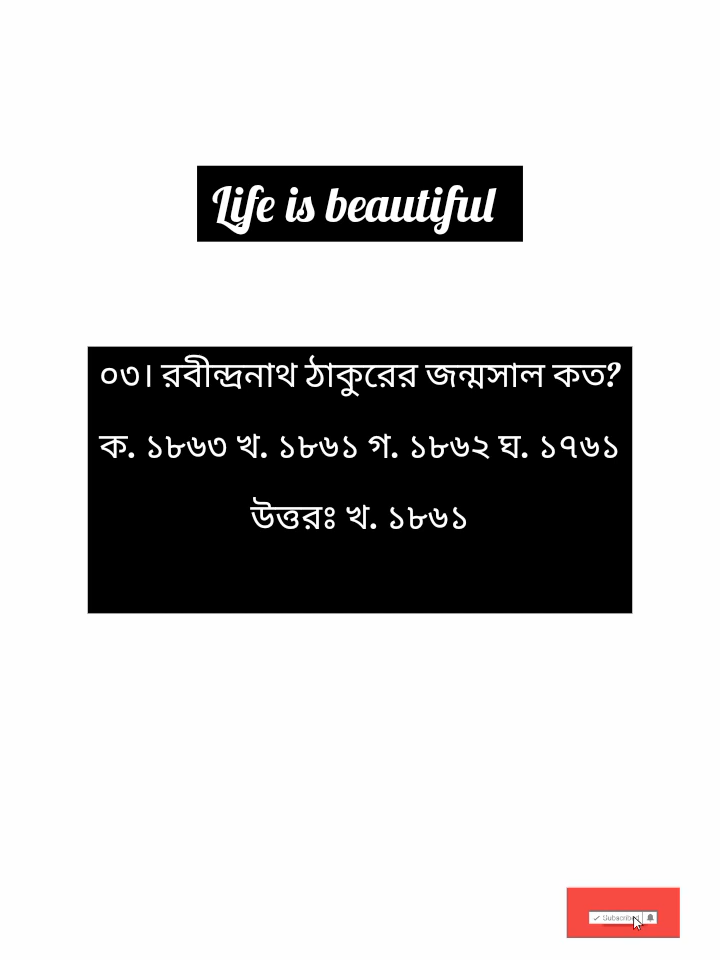 Life is beautiful
০৩। রবীন্দ্রনাথ ঠাকুরের জন্মসাল কত?
ক. ১৮৬৩ খ. ১৮৬১ গ. ১৮৬২ ঘ. ১৭৬১
উত্তরঃ খ. ১৮৬১